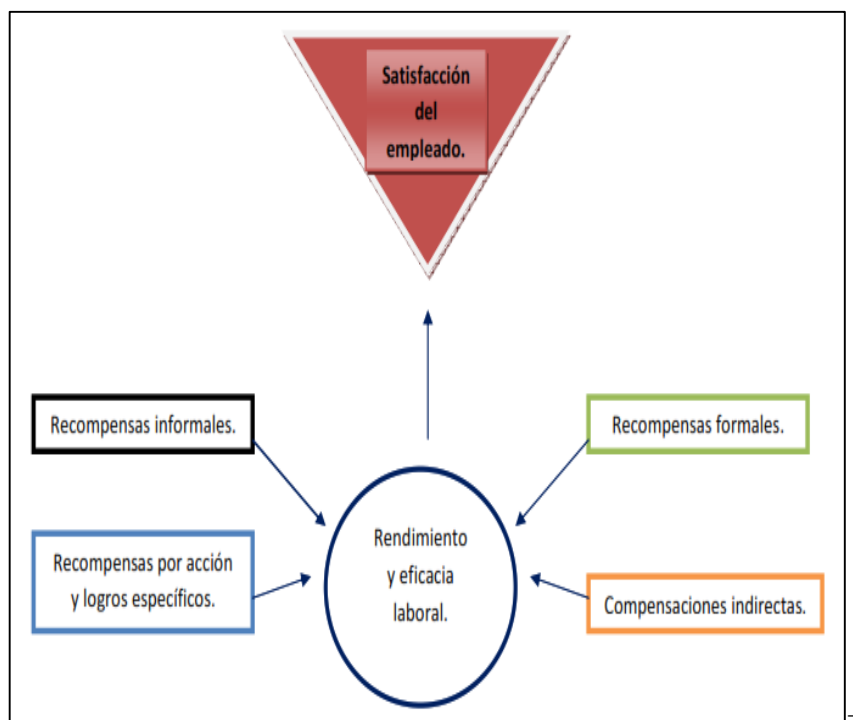 Satisfacción
del
empleado.
Recompensas informales.
Recompensas formales.
Recompensas por acción
y logros específicos.
Rendimiento
y eficacia
laboral.
Compensaciones indirectas.